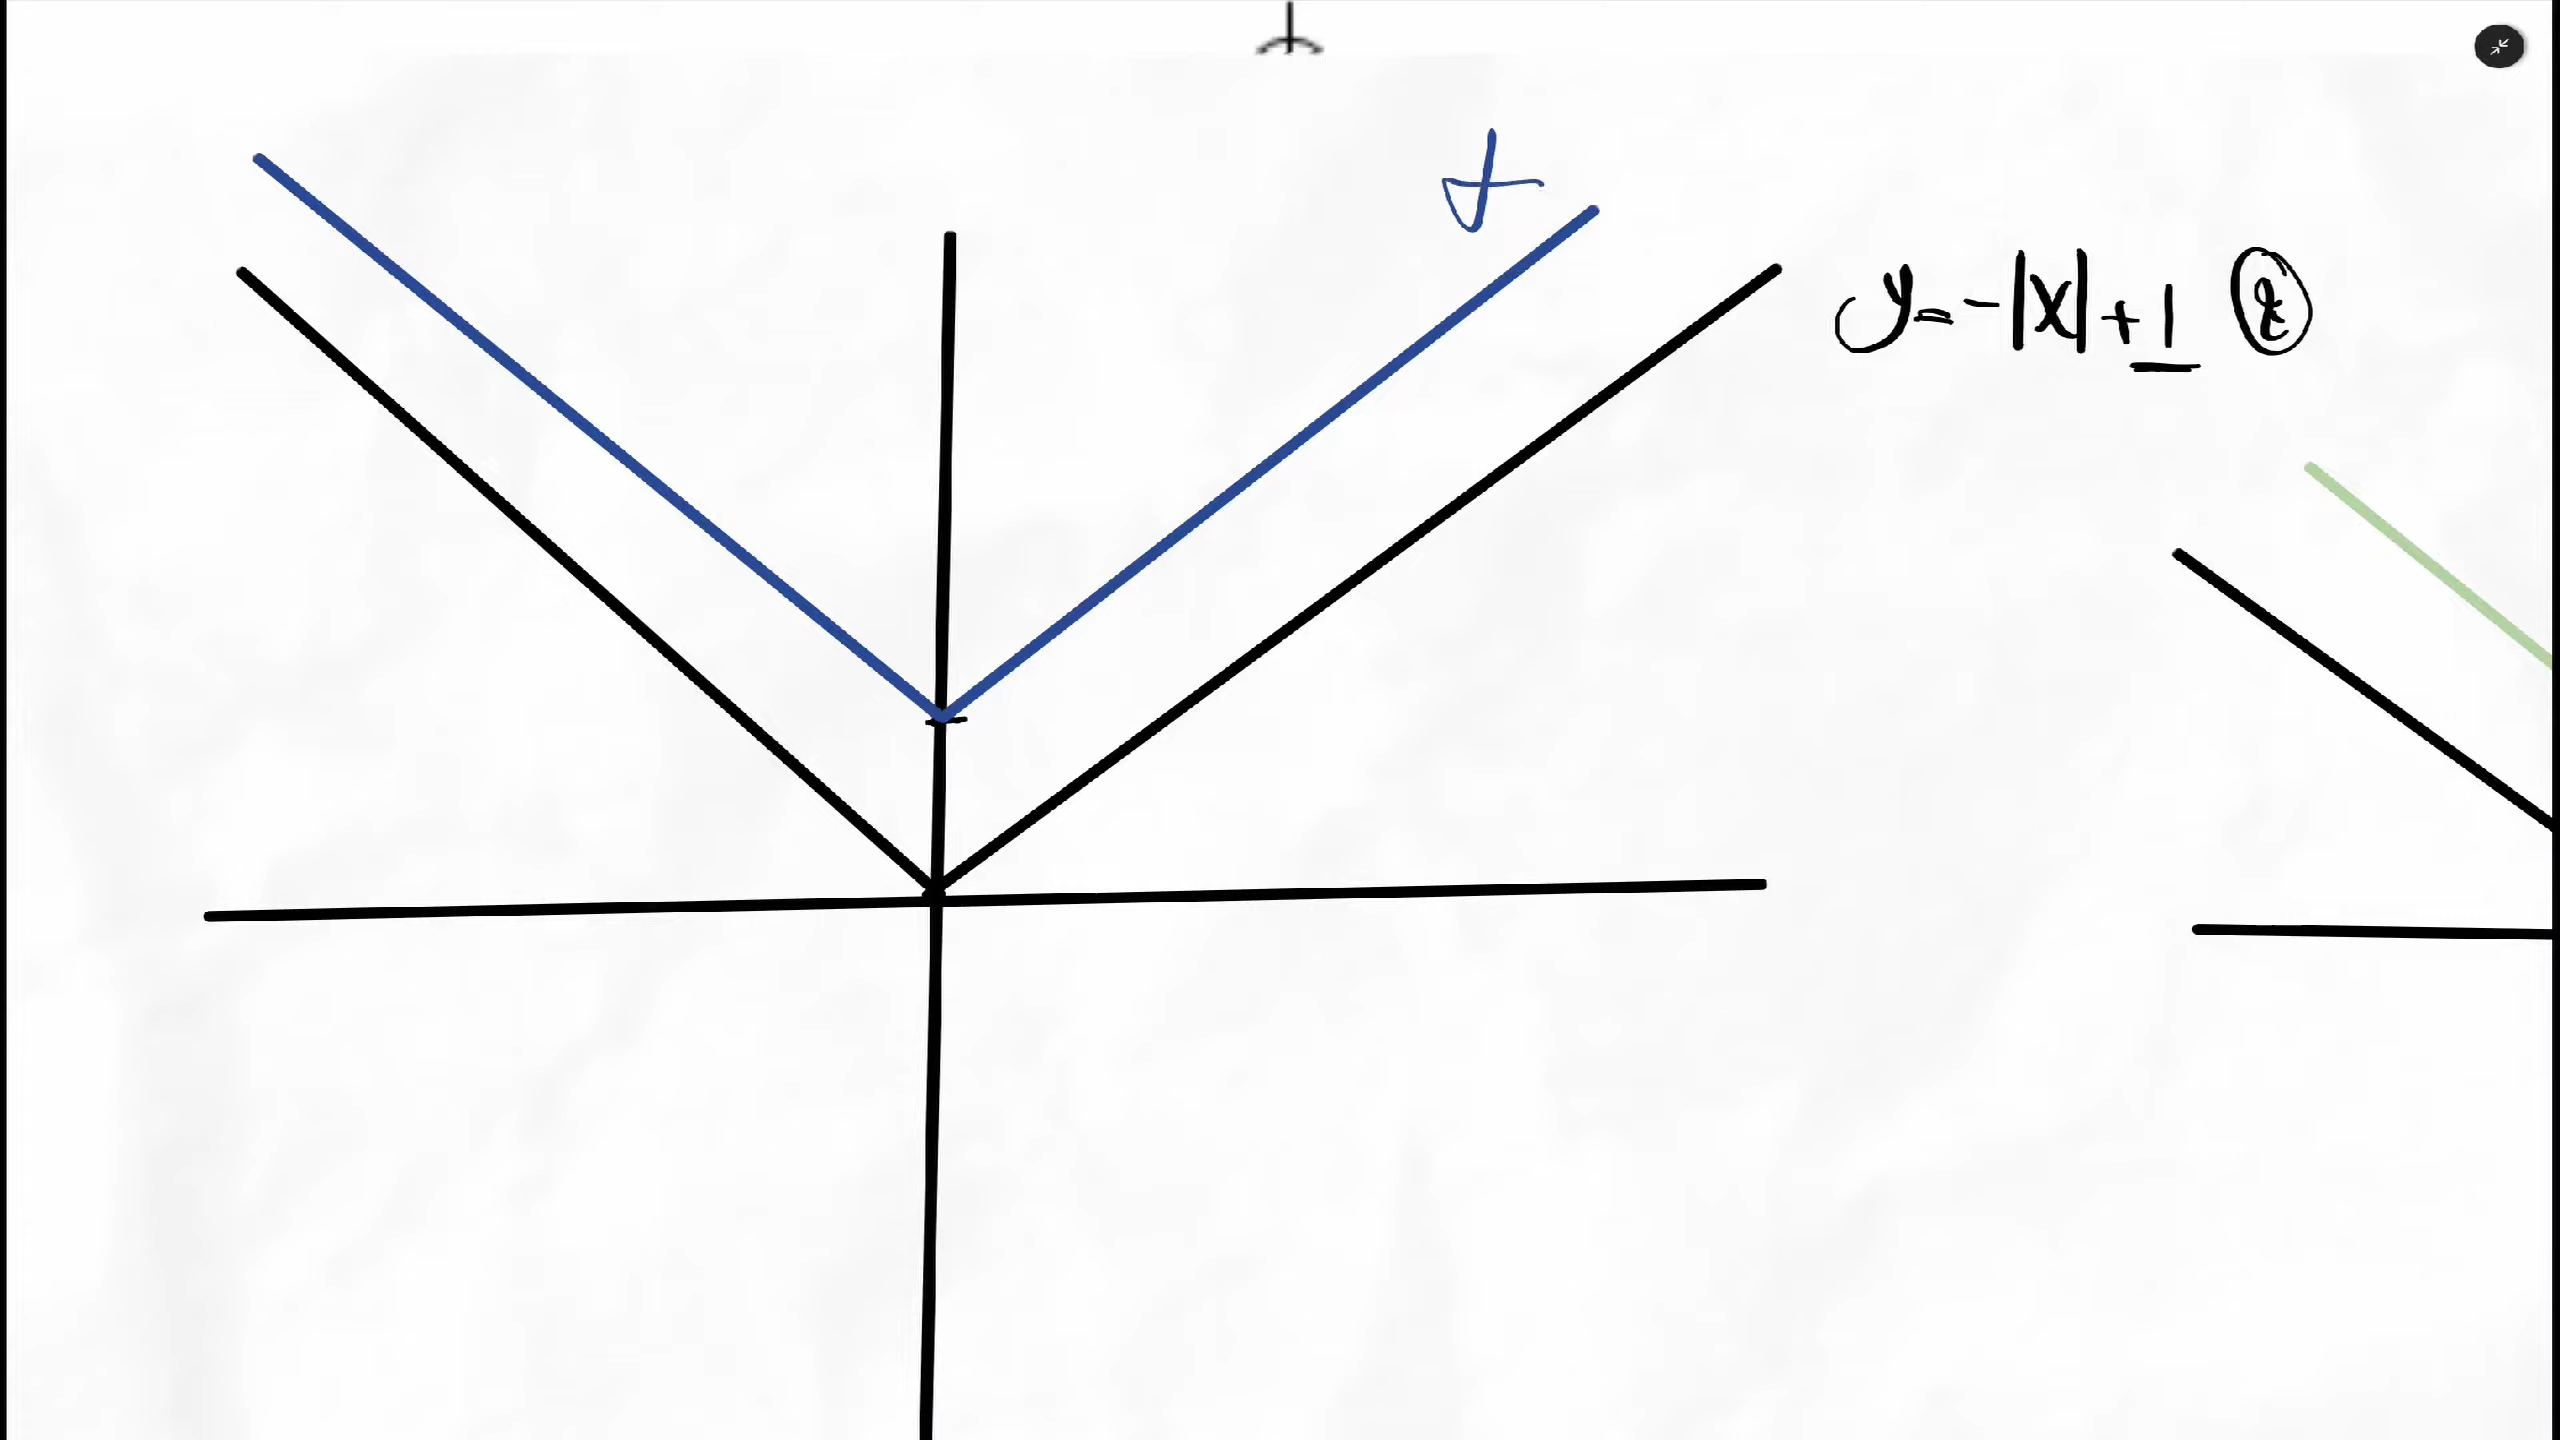 +
y = -|x| + 1